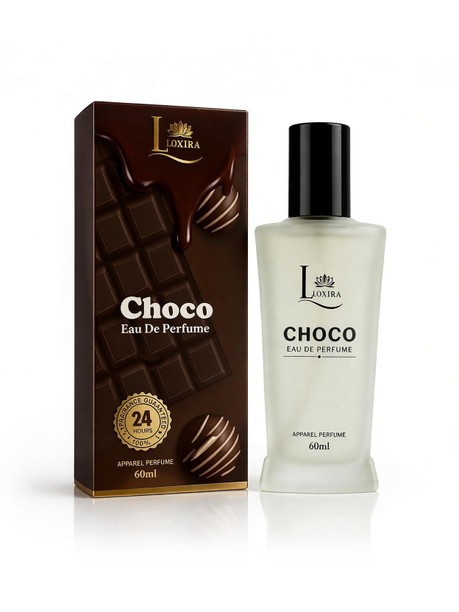 L LOXIRA
Choco
Eau De Perfume
FRAGRANCE GUARANTEED
24
HOURS
100%
APPAREL PERFUME
60ml
L LOXIRA
CHOCO
EAU DE PERFUME
APPAREL PERFUME
60ml